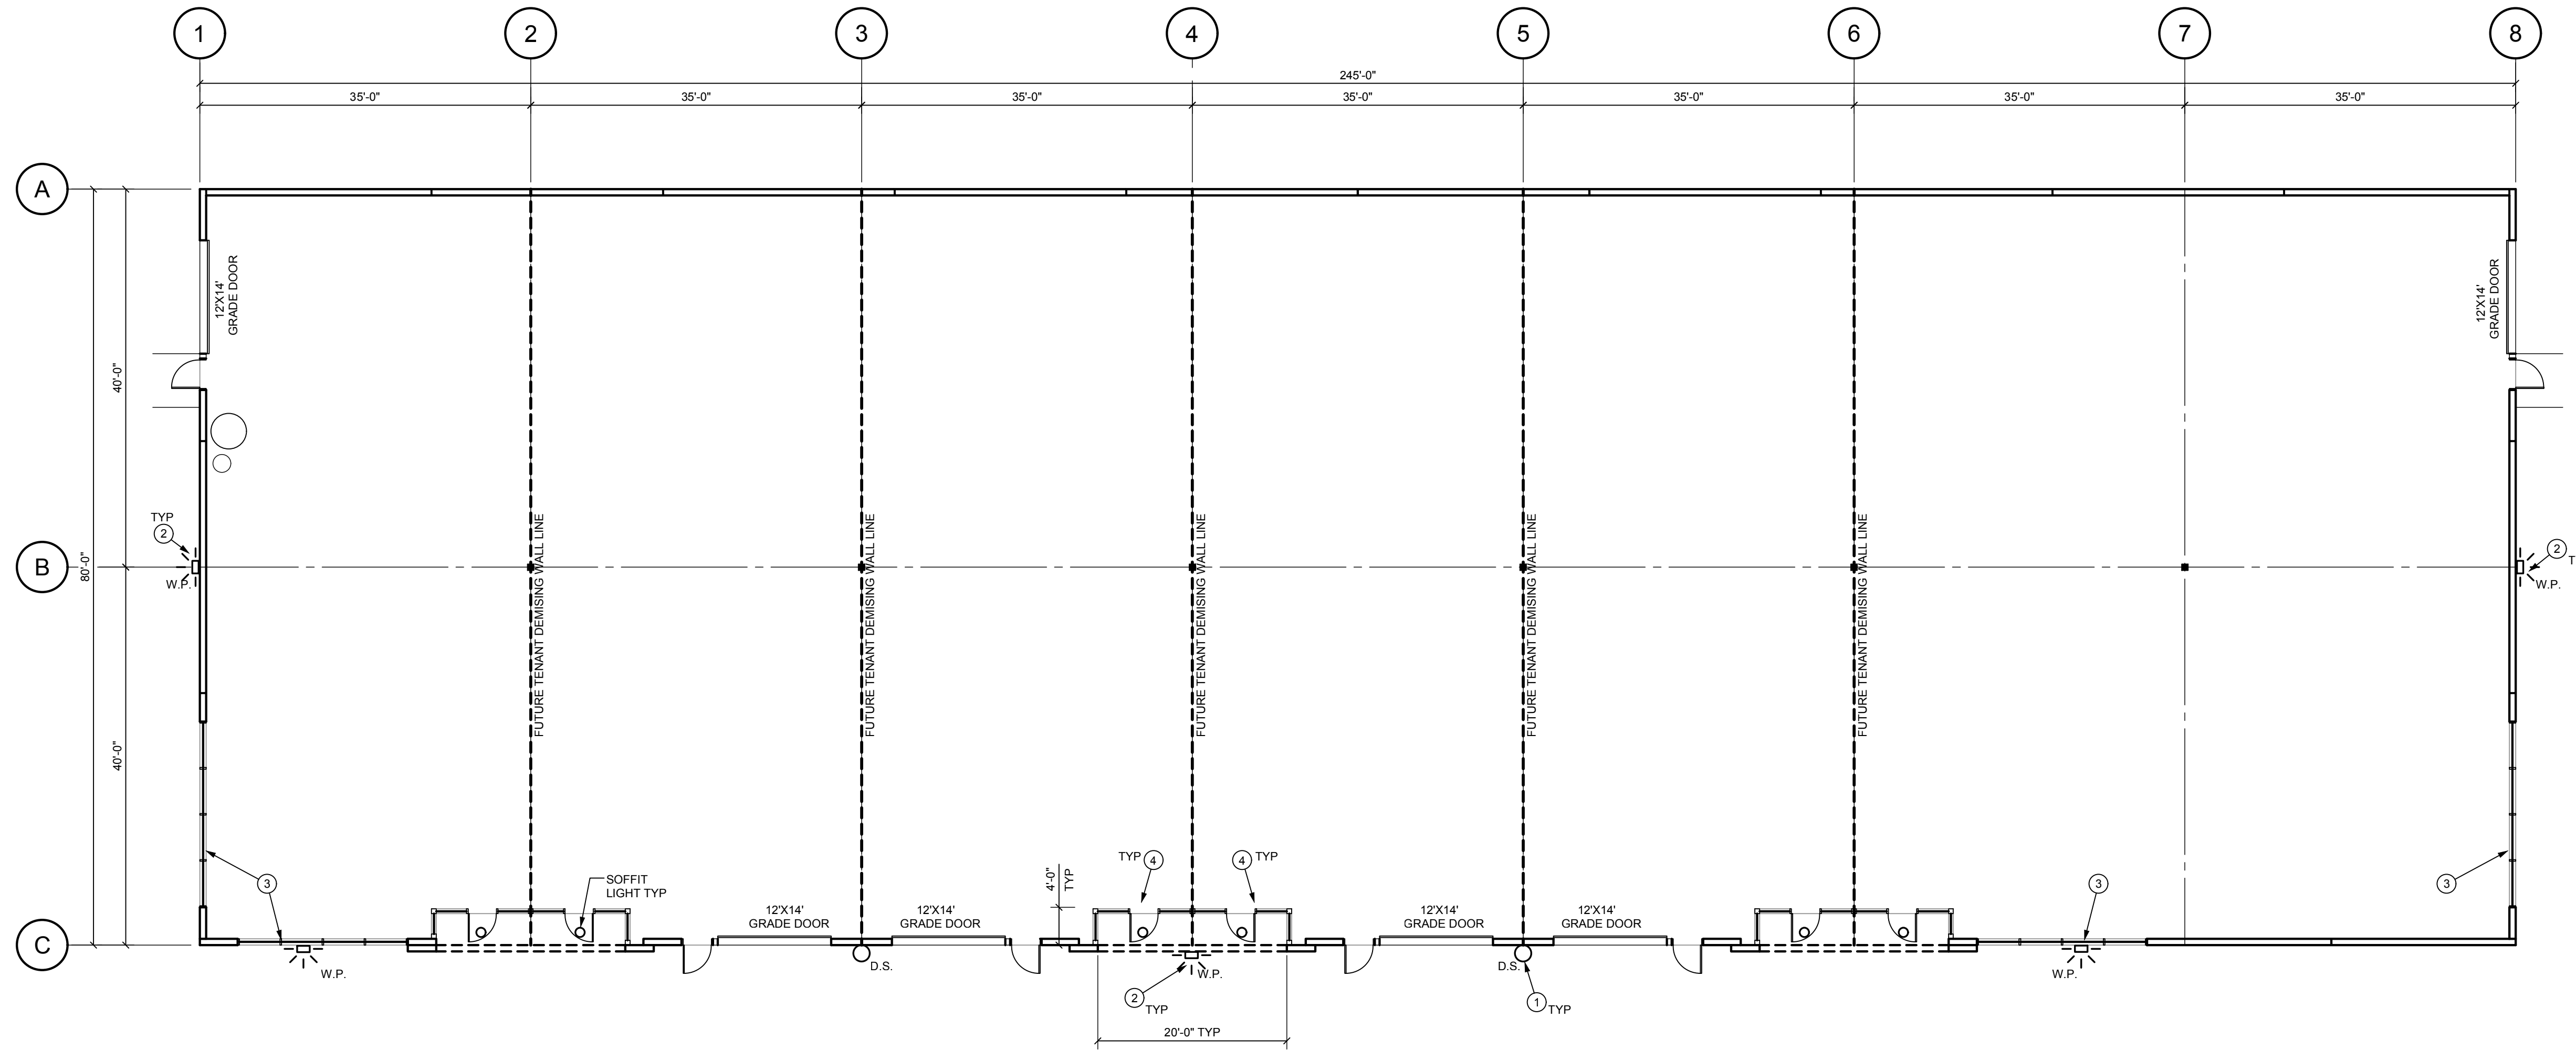 1
2
3
4
5
6
7
8
245'-0"
35'-0"
35'-0"
35'-0"
35'-0"
35'-0"
35'-0"
35'-0"
A
B
C
80'-0"
40'-0"
40'-0"
12'X14'
GRADE DOOR
12'X14'
GRADE DOOR
TYP
2
W.P.
2
T
W.P.
FUTURE TENANT DEMISING WALL LINE
FUTURE TENANT DEMISING WALL LINE
FUTURE TENANT DEMISING WALL LINE
FUTURE TENANT DEMISING WALL LINE
FUTURE TENANT DEMISING WALL LINE
3
SOFFIT
LIGHT TYP
4'-0"
TYP
TYP 4
4 TYP
3
3
12'X14'
GRADE DOOR
12'X14'
GRADE DOOR
12'X14'
GRADE DOOR
12'X14'
GRADE DOOR
W.P.
D.S.
W.P.
D.S.
W.P.
2
TYP
1
TYP
20'-0" TYP